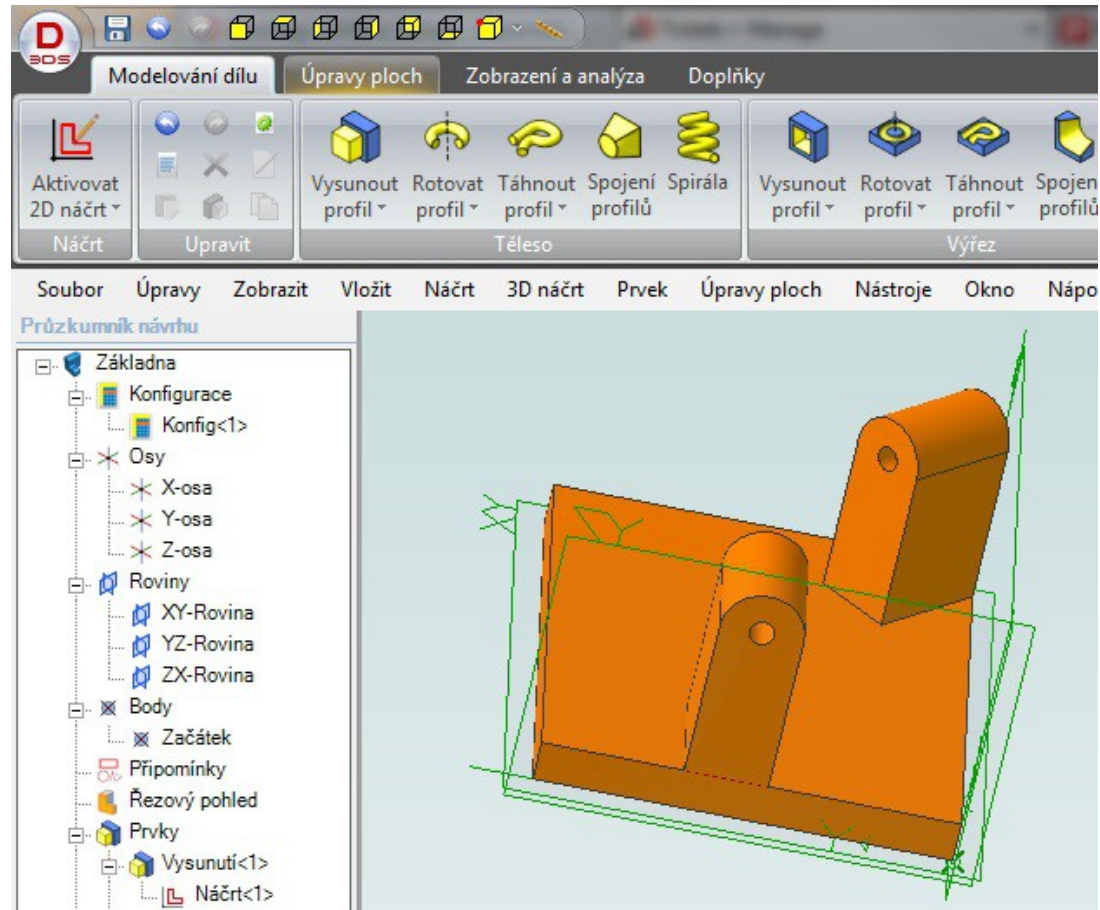 D
3DS
Modelování dílu Úpravy ploch Zobrazení a analýza Doplňky
Aktivovat
2D náčrt
Vysunout
profil
Rotovat
profil
Táhnout
profil
Spojení
profilů
Spirála
Vysunout
profil
Rotovat
profil
Táhnout
profil
Spojen
profilů
Náčrt Upravit Těleso Výřez
Soubor Úpravy Zobrazit Vložit Náčrt 3D náčrt Prvek Úpravy ploch Nástroje Okno Nápo
Průzkumník návrhu
Základna
Konfigurace
Konfig<1>
Osy
X-osa
Y-osa
Z-osa
Roviny
XY-Rovina
YZ-Rovina
ZX-Rovina
Body
Začátek
Připomínky
Řezový pohled
Prvky
Vysunutí<1>
Náčrt<1>